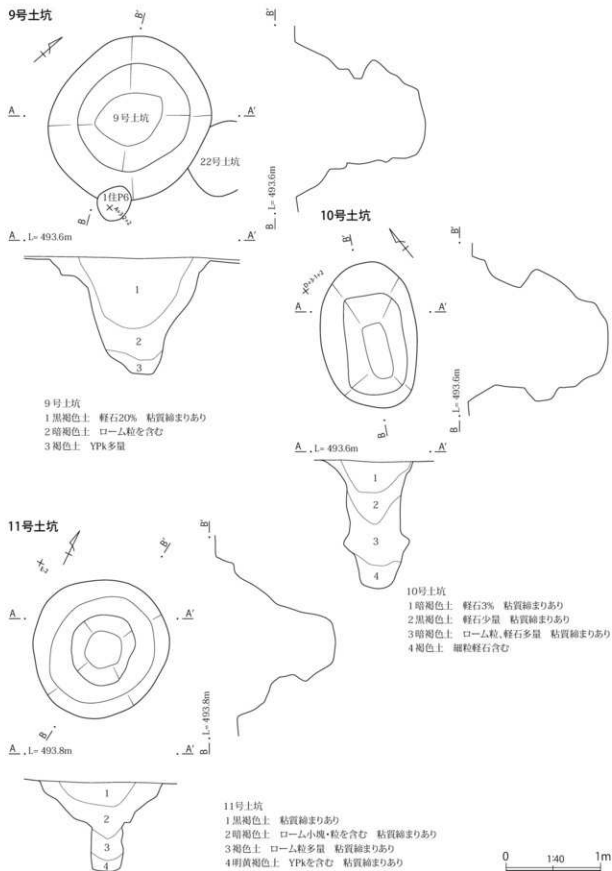 9号土坑
B'
B'
A
A'
9号土坑
22号土坑
1住P6
B
B
L= 493.6m
A
L= 493.6m
A'
1
2
3
9号土坑
1 黒褐色土 軽石20% 粘質締まりあり
2 暗褐色土 ローム粒を含む
3 褐色土 YPk多量
10号土坑
B'
B'
A
A'
B
B
L= 493.6m
A
L= 493.6m
A'
1
2
3
4
10号土坑
1 暗褐色土 軽石3% 粘質締まりあり
2 黒褐色土 軽石少量 粘質締まりあり
3 暗褐色土 ローム粒、軽石多量 粘質締まりあり
4 褐色土 細粒軽石含む
11号土坑
B'
B'
A
A'
B
B
L= 493.8m
A
L= 493.8m
A'
1
2
3
4
11号土坑
1 黒褐色土 粘質締まりあり
2 暗褐色土 ローム小塊・粒を含む 粘質締まりあり
3 褐色土 ローム粒多量 粘質締まりあり
4 明黄褐色土 YPkを含む 粘質締まりあり
0 1:40 1m